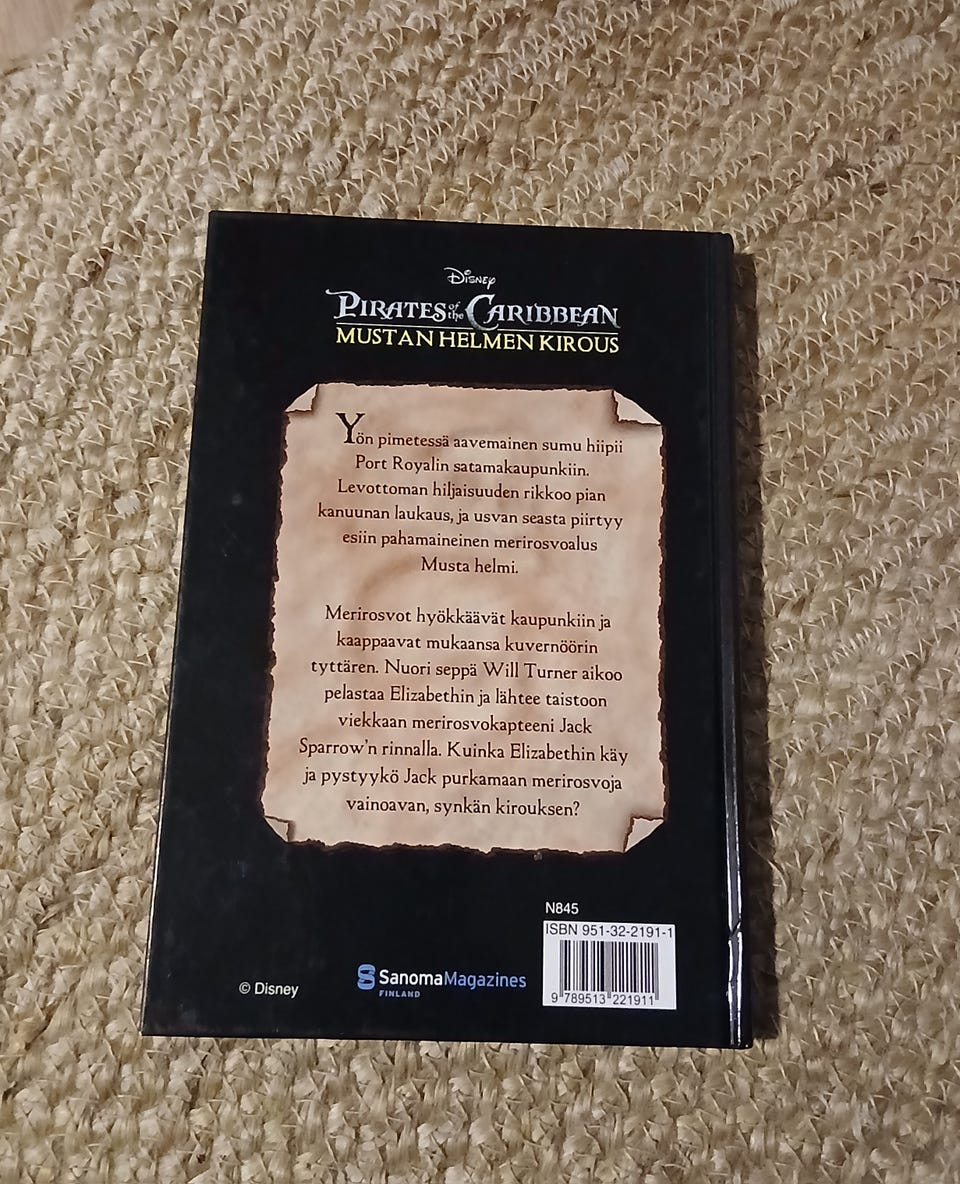 Disney
PIRATES of the CARIBBEAN
MUSTAN HELMEN KIROUS
Yön pimetessä aavemainen sumu hiipii
Port Royalin satamakaupunkiin.
Levottoman hiljaisuuden rikkoo pian
kanuunan laukaus, ja usvan seasta piirtyy
esiin pahamaineinen merirosvoalus
Musta helmi.
Merirosvot hyökkäävät kaupunkiin ja
kaappaavat mukaansa kuvernöörin
tyttären. Nuori seppä Will Turner aikoo
pelastaa Elizabethin ja lähtee taistoon
viekkaan merirosvokapteeni Jack
Sparrow'n rinnalla. Kuinka Elizabethin käy
ja pystyykö Jack purkamaan merirosvoja
vainoavan, synkän kirouksen?
N845
ISBN 951-32-2191-1
9 789513 221911
SanomaMagazines
FINLAND
© Disney